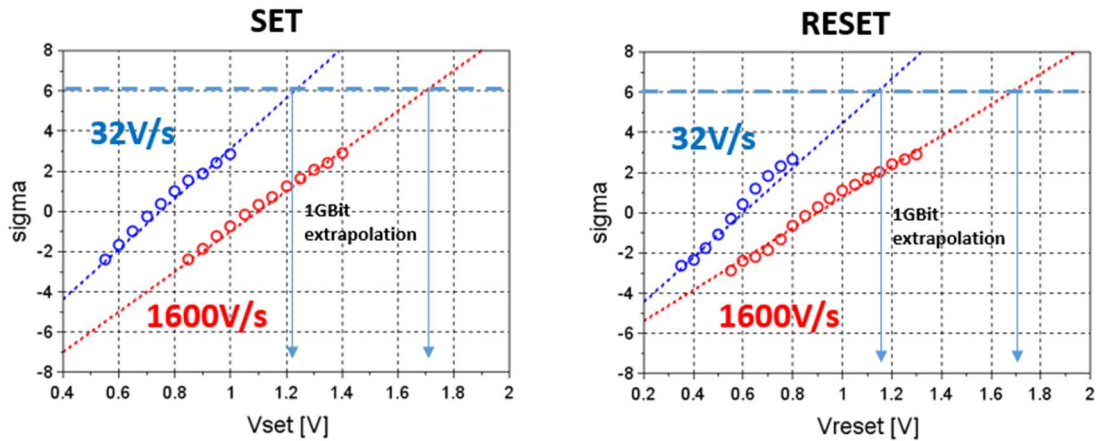 SET
8
6
4
2
0
-2
-4
-6
-8
sigma
32V/s
1600V/s
1GBit
extrapolation
0.4 0.6 0.8 1 1.2 1.4 1.6 1.8 2
Vset [V]
RESET
8
6
4
2
0
-2
-4
-6
-8
sigma
32V/s
1600V/s
1GBit
extrapolation
0.2 0.4 0.6 0.8 1.0 1.2 1.4 1.6 1.8 2
Vreset [V]